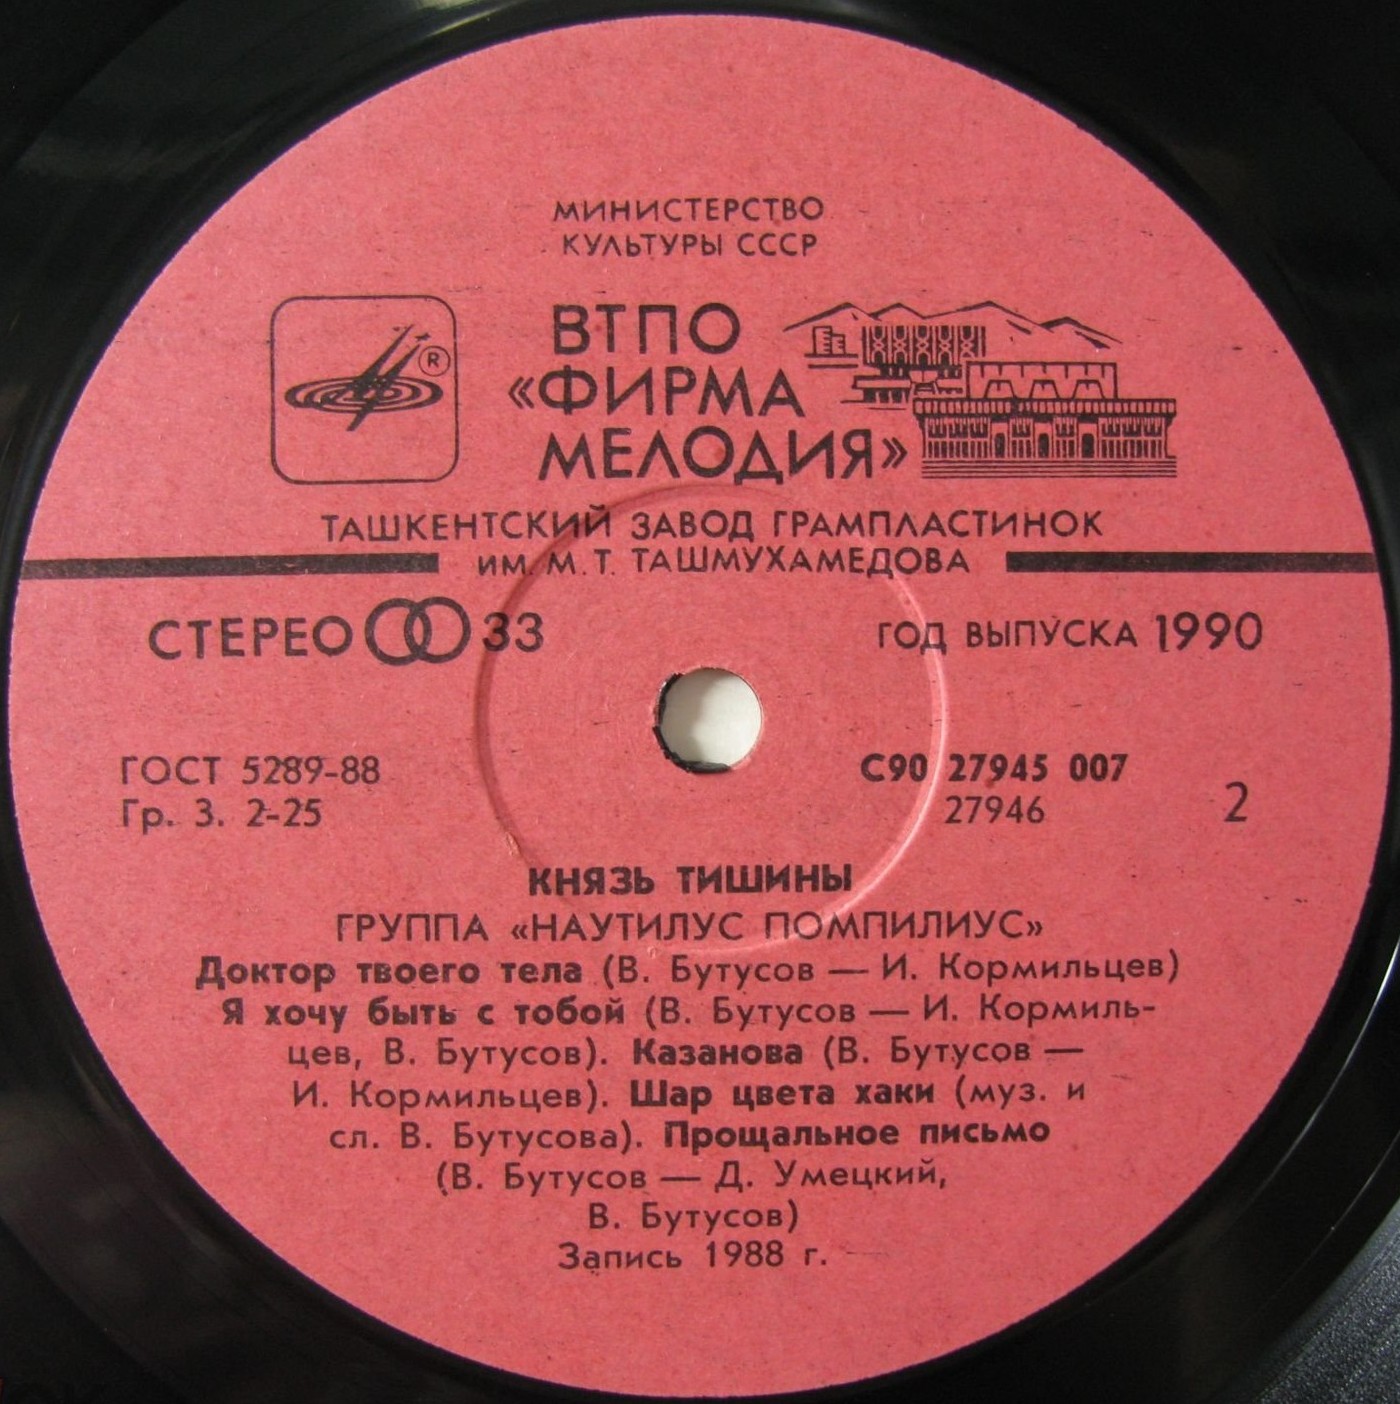 МИНИСТЕРСТВО
КУЛЬТУРЫ СССР
ВТПО
«ФИРМА
МЕЛОДИЯ»
®
ТАШКЕНТСКИЙ ЗАВОД ГРАМПЛАСТИНОК
ИМ. М. Т. ТАШМУХАМЕДОВА
СТЕРЕО 33
ГОД ВЫПУСКА 1990
ГОСТ 5289-88
Гр. 3. 2-25
С90 27945 007
27946
2
КНЯЗЬ ТИШИНЫ
ГРУППА «НАУТИЛУС ПОМПИЛИУС»
Доктор твоего тела (В. Бутусов — И. Кормильцев)
Я хочу быть с тобой (В. Бутусов — И. Кормиль-
цев, В. Бутусов). Казанова (В. Бутусов —
И. Кормильцев). Шар цвета хаки (муз. и
сл. В. Бутусова). Прощальное письмо
(В. Бутусов — Д. Умецкий,
В. Бутусов)
Запись 1988 г.